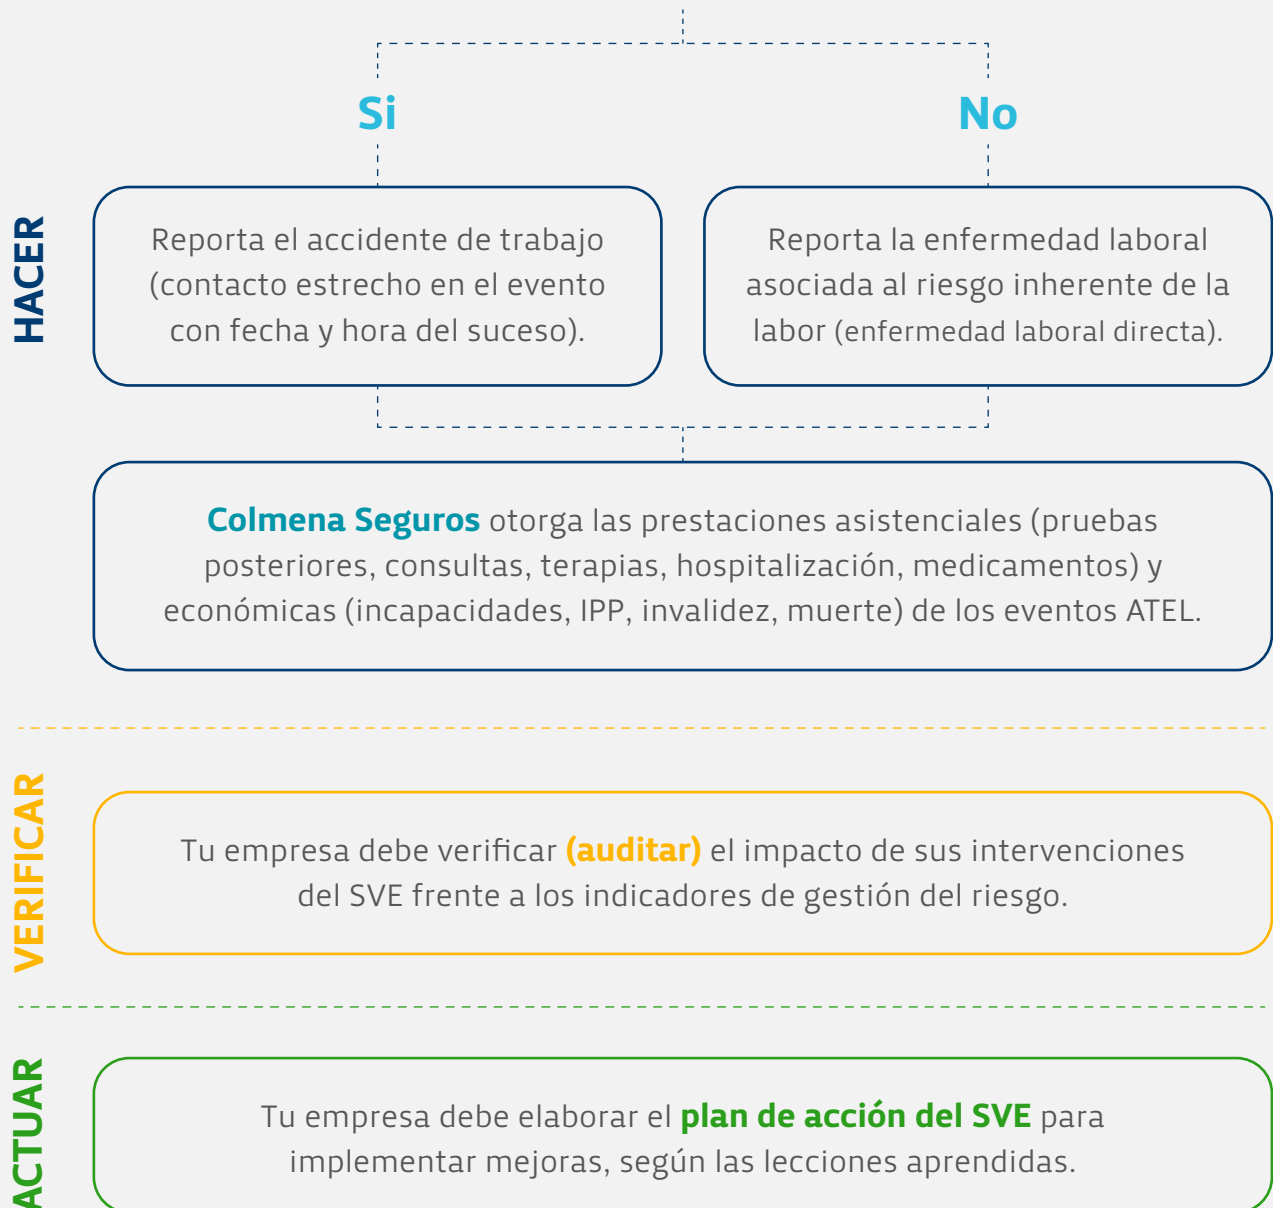 Si
No
HACER
Reporta el accidente de trabajo
(contacto estrecho en el evento
con fecha y hora del suceso).
Reporta la enfermedad laboral
asociada al riesgo inherente de la
labor (enfermedad laboral directa).
Colmena Seguros otorga las prestaciones asistenciales (pruebas
posteriores, consultas, terapias, hospitalización, medicamentos) y
económicas (incapacidades, IPP, invalidez, muerte) de los eventos ATEL.
VERIFICAR
Tu empresa debe verificar (auditar) el impacto de sus intervenciones
del SVE frente a los indicadores de gestión del riesgo.
ACTUAR
Tu empresa debe elaborar el plan de acción del SVE para
implementar mejoras, según las lecciones aprendidas.